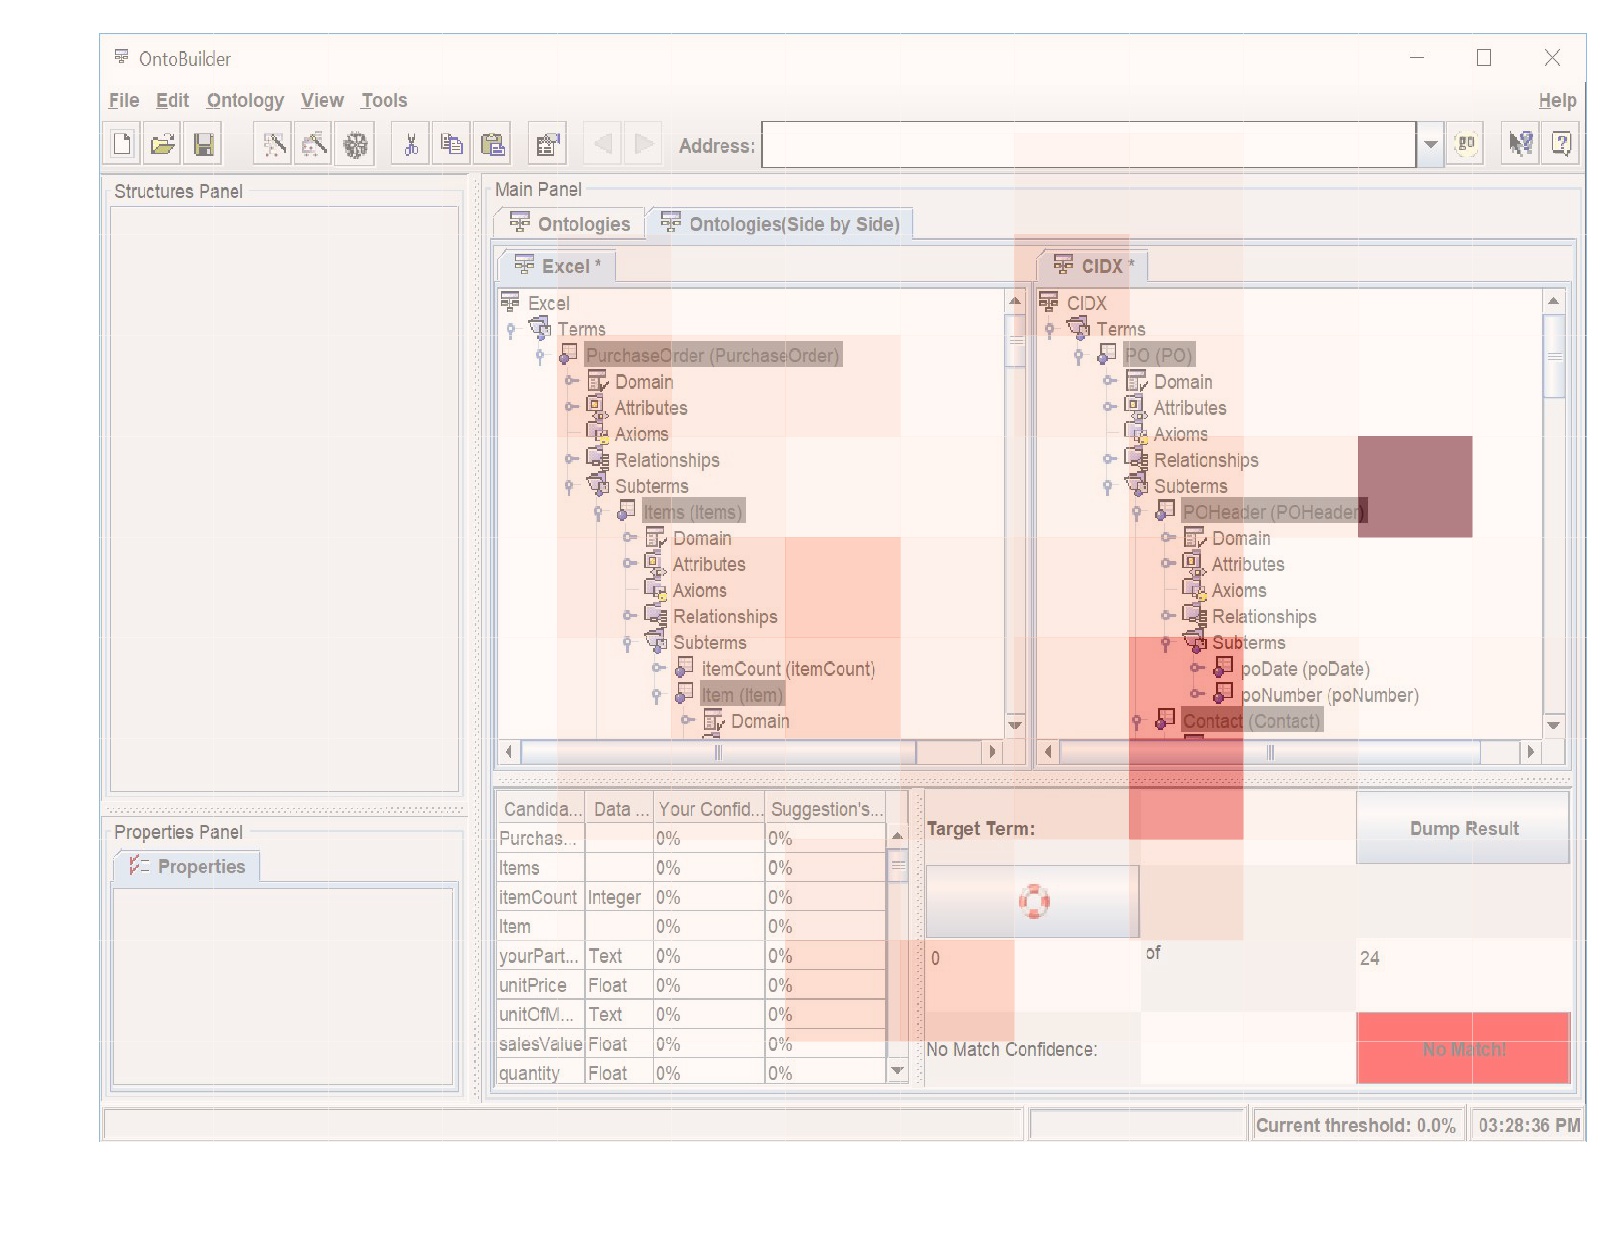 OntoBuilder
File Edit Ontology View Tools Help
Address: go
Structures Panel
Main Panel
Ontologies Ontologies(Side by Side)
Excel *
Excel
Terms
PurchaseOrder (PurchaseOrder)
Domain
Attributes
Axioms
Relationships
Subterms
Items (Items)
Domain
Attributes
Axioms
Relationships
Subterms
itemCount (itemCount)
Item (Item)
Domain
CIDX *
CIDX
Terms
PO (PO)
Domain
Attributes
Axioms
Relationships
Subterms
POHeader (POHeader)
Domain
Attributes
Axioms
Relationships
Subterms
poDate (poDate)
poNumber (poNumber)
Contact (Contact)
Properties Panel
Properties
Candida... Data ... Your Confid... Suggestion's...
Purchas... 0% 0%
Items 0% 0%
itemCount Integer 0% 0%
Item 0% 0%
yourPart... Text 0% 0%
unitPrice Float 0% 0%
unitOfM... Text 0% 0%
salesValue Float 0% 0%
quantity Float 0% 0%
Target Term: Dump Result
0 of 24
No Match Confidence: No Match!
Current threshold: 0.0% 03:28:36 PM